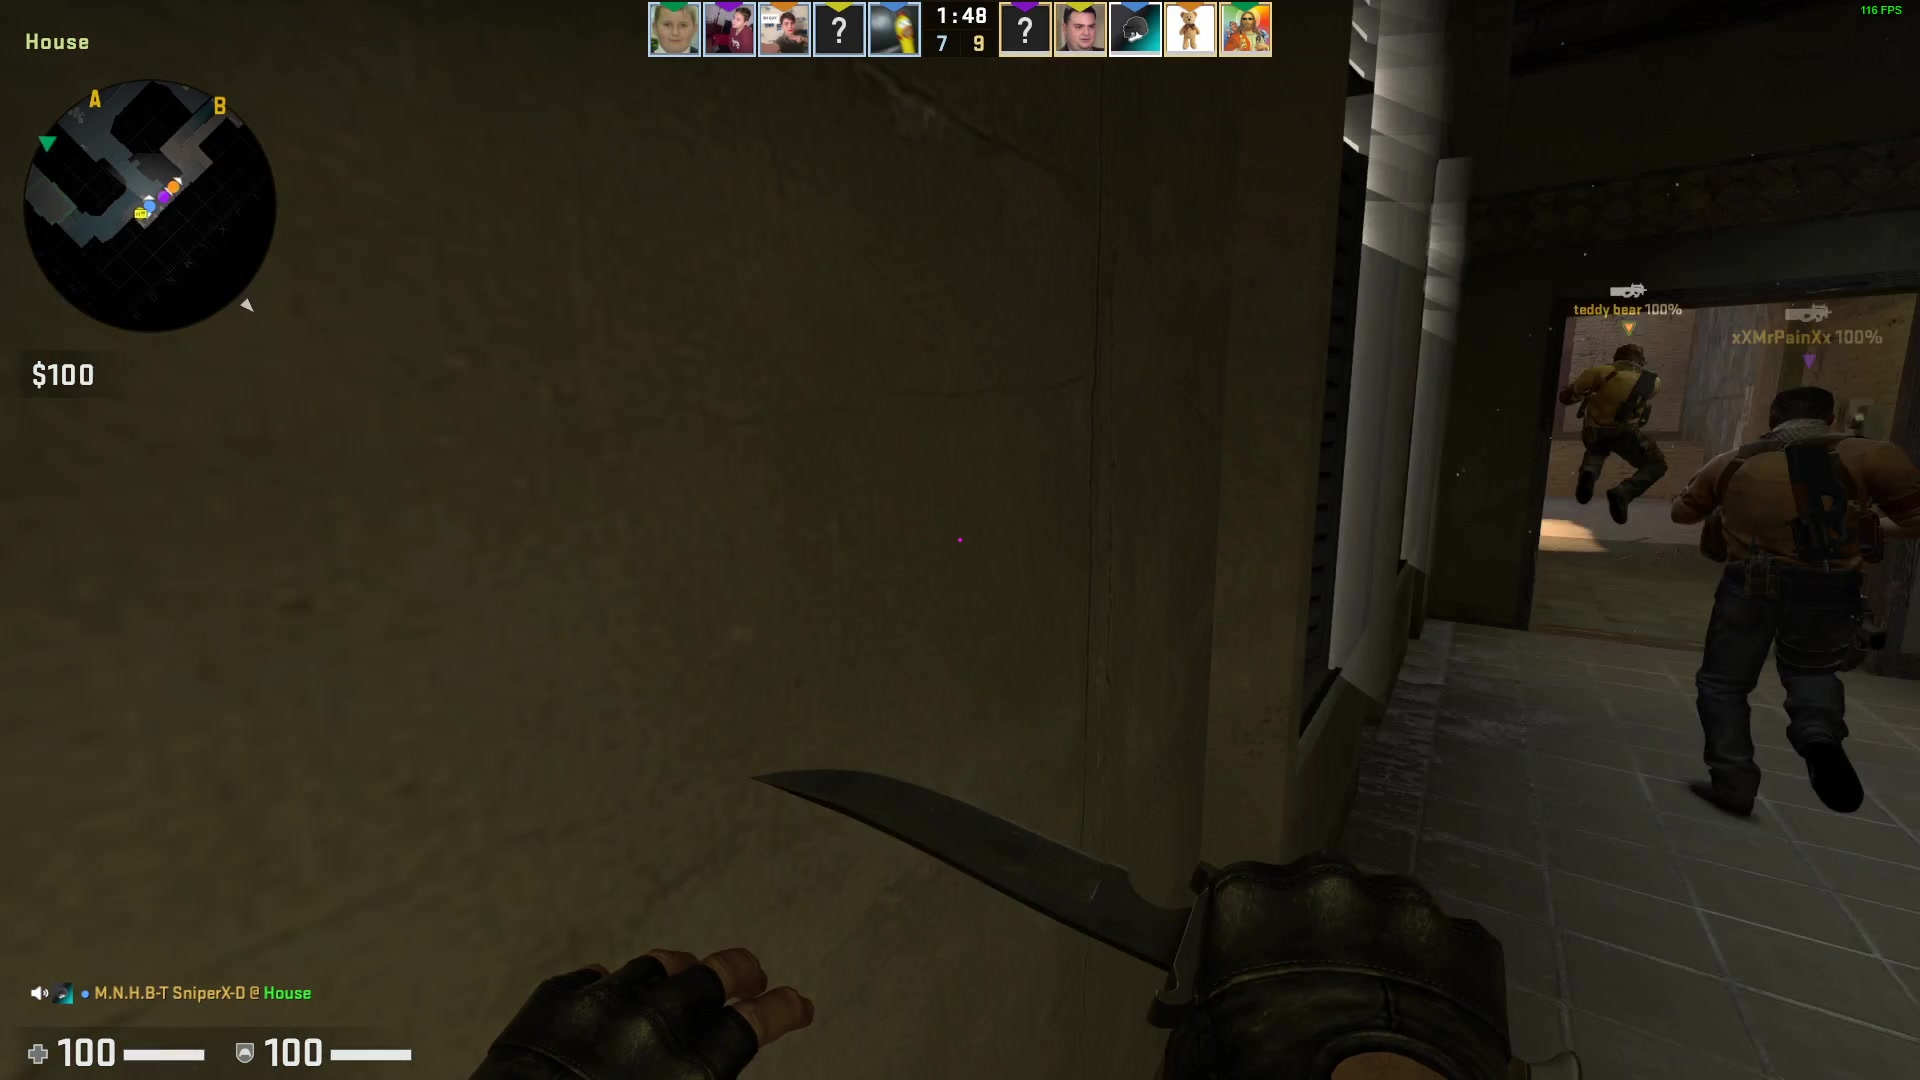 116 FPS
House
? 1:48 ?
7 9
A
B
$100
teddy bear 100%
xXMrPainXx 100%
M.N.H.B-T SniperX-D @ House
100 100